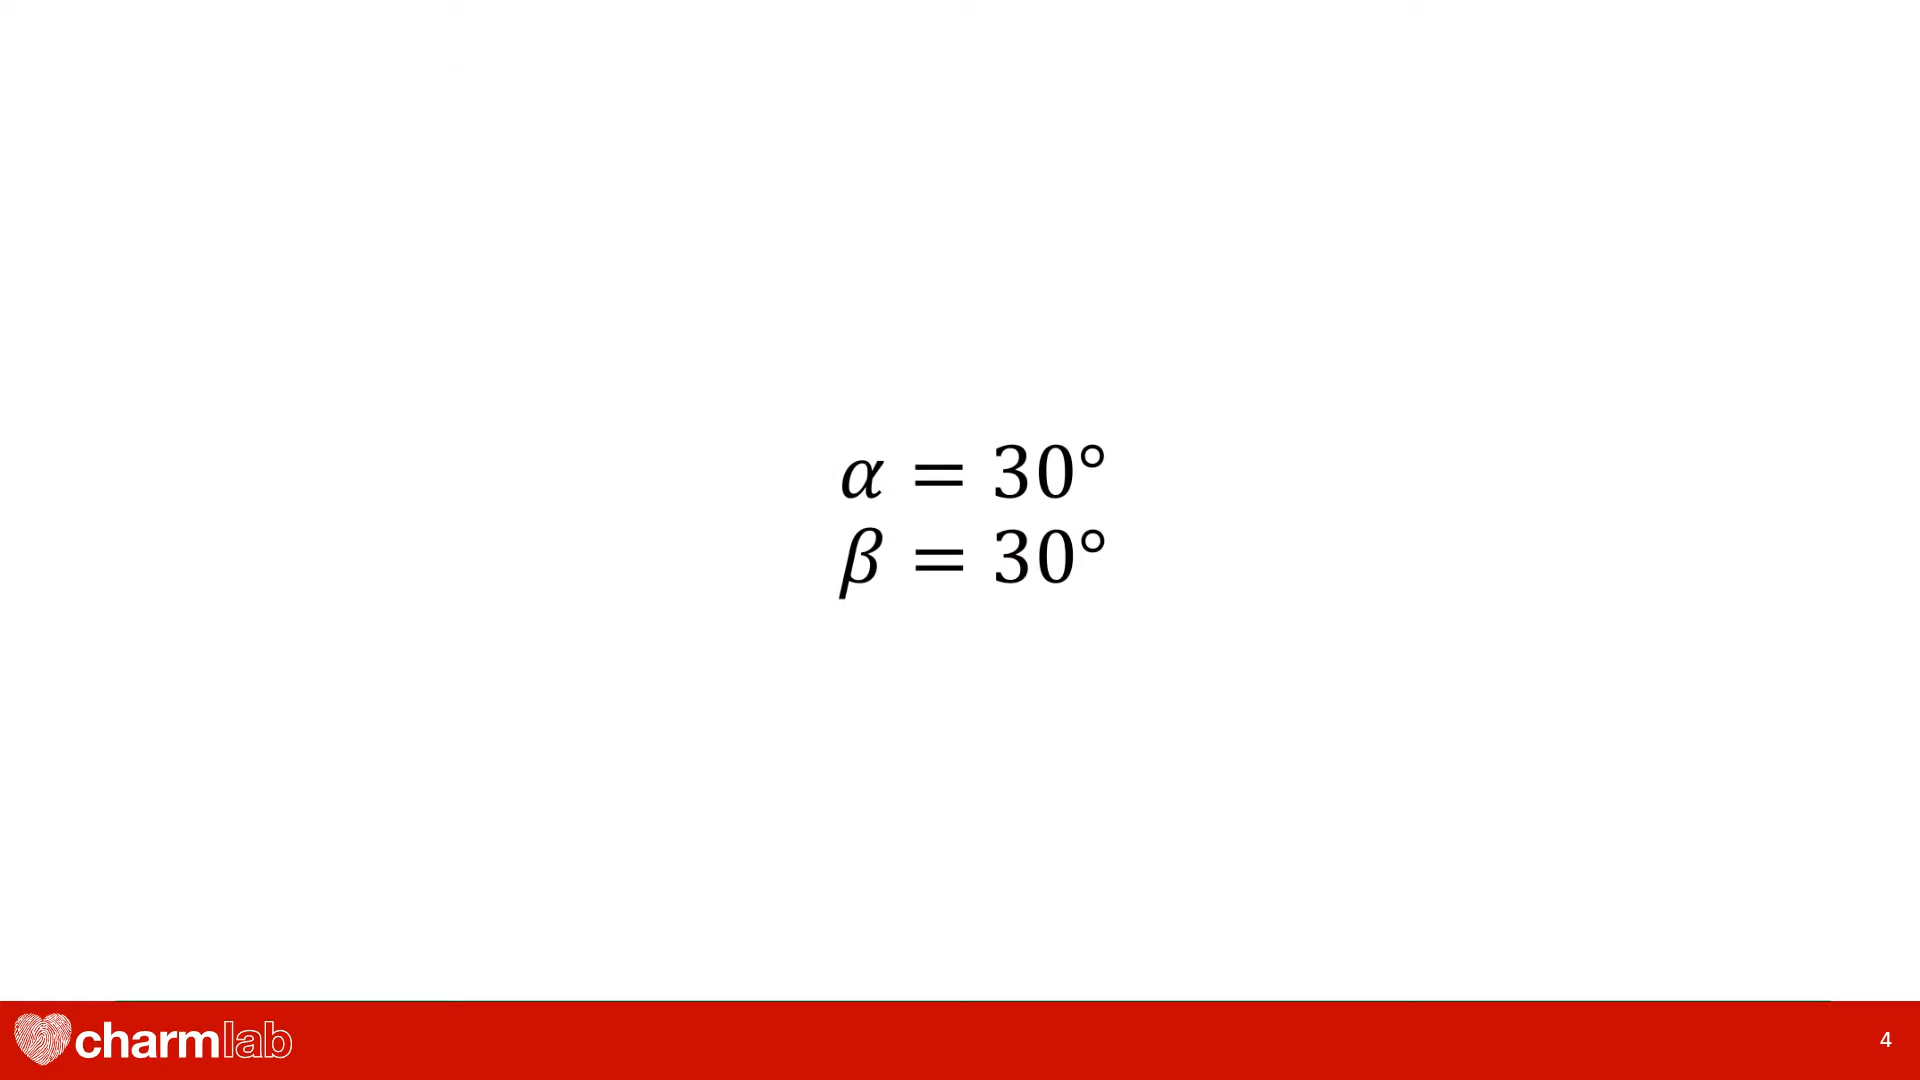 α = 30°
β = 30°
charmlab
4